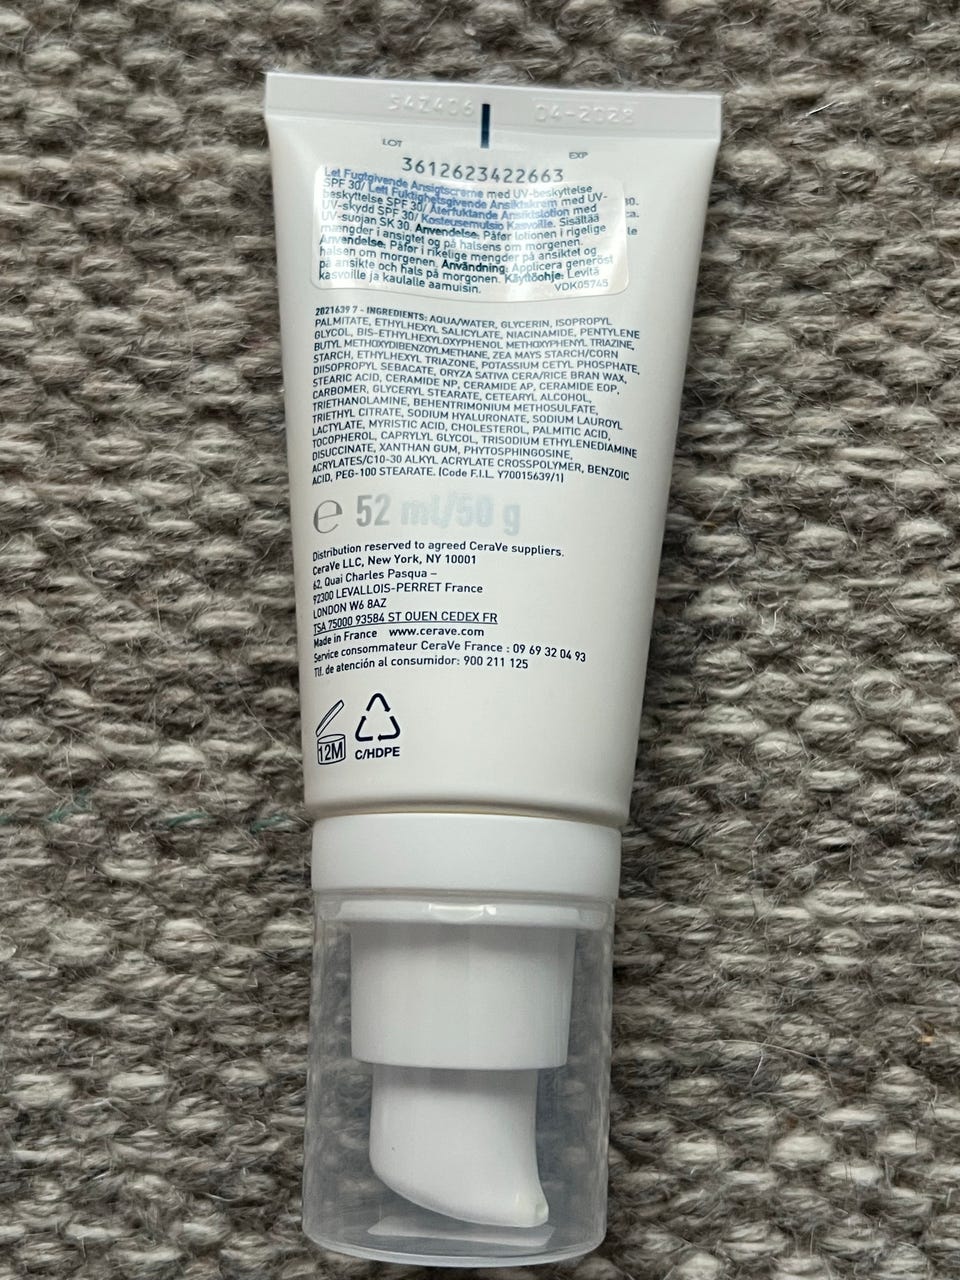 04-2028
LOT
EXP
3612623422663
Let Fugtgivende Ansigtscreme med UV-beskyttelse
SPF 30/ Lett Fuktighetsgivende Ansiktskrem med UV-
beskyttelse SPF 30/ Återfuktande Ansiktslotion med
UV-skydd SPF 30/ Kosteusemulsio Kasvoille. Sisältää
UV-suojan SK 30. Anvendelse: Påfør lotionen i rigelige
mængder i ansigtet og på halsens om morgenen.
Anvendelse: Påfør i rikelige mengder på ansiktet og
halsen om morgenen. Användning: Applicera generöst
på ansikte och hals på morgonen. Käyttöohje: Levitä
kasvoille ja kaulalle aamuisin.
VDK05745
2021639 7 - INGREDIENTS: AQUA/WATER, GLYCERIN, ISOPROPYL
PALMITATE, ETHYLHEXYL SALICYLATE, NIACINAMIDE, PENTYLENE
GLYCOL, BIS-ETHYLHEXYLOXYPHENOL METHOXYPHENYL TRIAZINE,
BUTYL METHOXYDIBENZOYLMETHANE, ZEA MAYS STARCH/CORN
STARCH, ETHYLHEXYL TRIAZONE, POTASSIUM CETYL PHOSPHATE,
DIISOPROPYL SEBACATE, ORYZA SATIVA CERA/RICE BRAN WAX,
STEARIC ACID, CERAMIDE NP, CERAMIDE AP, CERAMIDE EOP,
CARBOMER, GLYCERYL STEARATE, CETEARYL ALCOHOL,
TRIETHANOLAMINE, BEHENTRIMONIUM METHOSULFATE,
TRIETHYL CITRATE, SODIUM HYALURONATE, SODIUM LAUROYL
LACTYLATE, MYRISTIC ACID, CHOLESTEROL, PALMITIC ACID,
TOCOPHEROL, CAPRYLYL GLYCOL, TRISODIUM ETHYLENEDIAMINE
DISUCCINATE, XANTHAN GUM, PHYTOSPHINGOSINE,
ACRYLATES/C10-30 ALKYL ACRYLATE CROSSPOLYMER, BENZOIC
ACID, PEG-100 STEARATE. (Code F.I.L. Y70015639/1)
e 52 ml/50 g
Distribution reserved to agreed CeraVe suppliers.
CeraVe LLC, New York, NY 10001
62, Quai Charles Pasqua –
92300 LEVALLOIS-PERRET France
LONDON W6 8AZ
TSA 75000 93584 ST OUEN CEDEX FR
Made in France www.cerave.com
Service consommateur CeraVe France : 09 69 32 04 93
Tlf. de atención al consumidor: 900 211 125
12M
C/HDPE